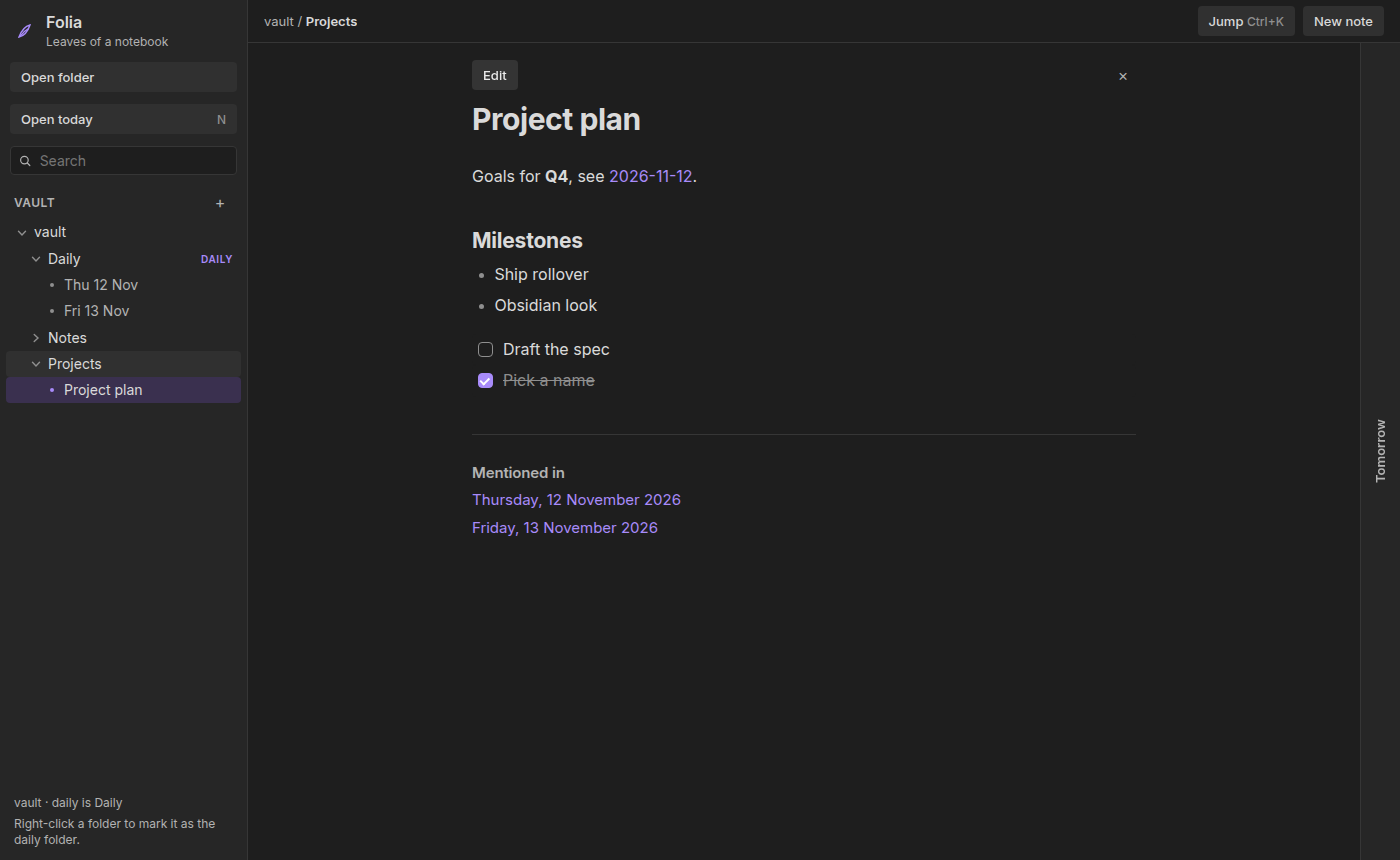 Folia
Leaves of a notebook
Open folder
Open today N
Search
VAULT +
vault
Daily DAILY
Thu 12 Nov
Fri 13 Nov
Notes
Projects
Project plan
vault · daily is Daily
Right-click a folder to mark it as the
daily folder.
vault / Projects
Jump Ctrl+K New note
Edit ×
Project plan
Goals for Q4, see 2026-11-12.
Milestones
Ship rollover
Obsidian look
Draft the spec
Pick a name
Mentioned in
Thursday, 12 November 2026
Friday, 13 November 2026
Tomorrow